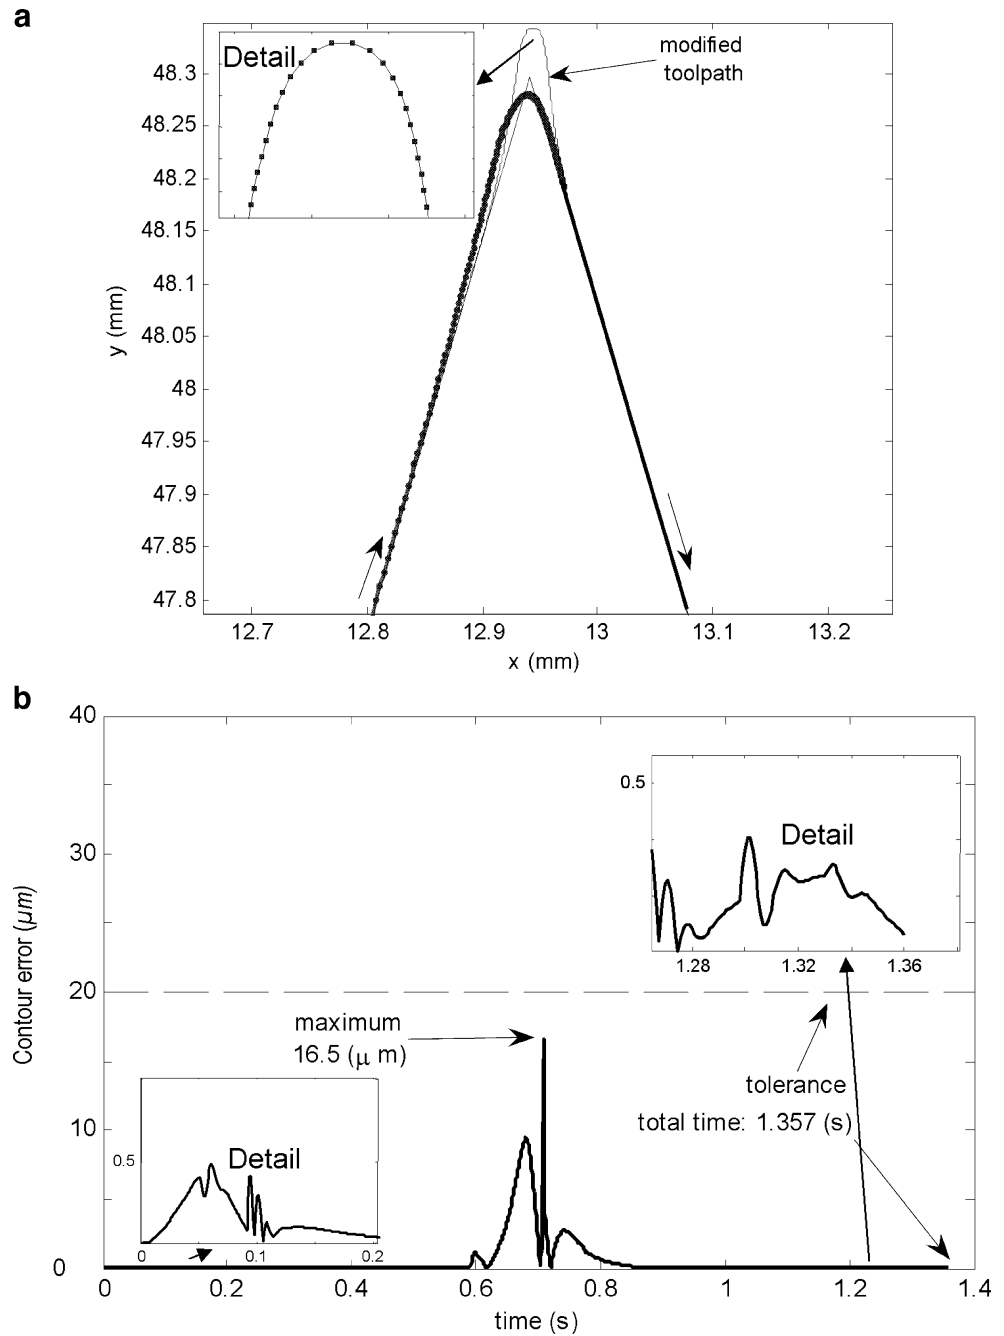 a
Detail
modified
toolpath
48.3
48.25
48.2
48.15
48.1
48.05
48
47.95
47.9
47.85
47.8
y (mm)
12.7 12.8 12.9 13 13.1 13.2
x (mm)
b
40
30
20
10
0
Contour error (µm)
0.5
Detail
1.28 1.32 1.36
maximum
16.5 (µ m)
tolerance
total time: 1.357 (s)
0.5
Detail
0 0.1 0.2
0 0.2 0.4 0.6 0.8 1 1.2 1.4
time (s)